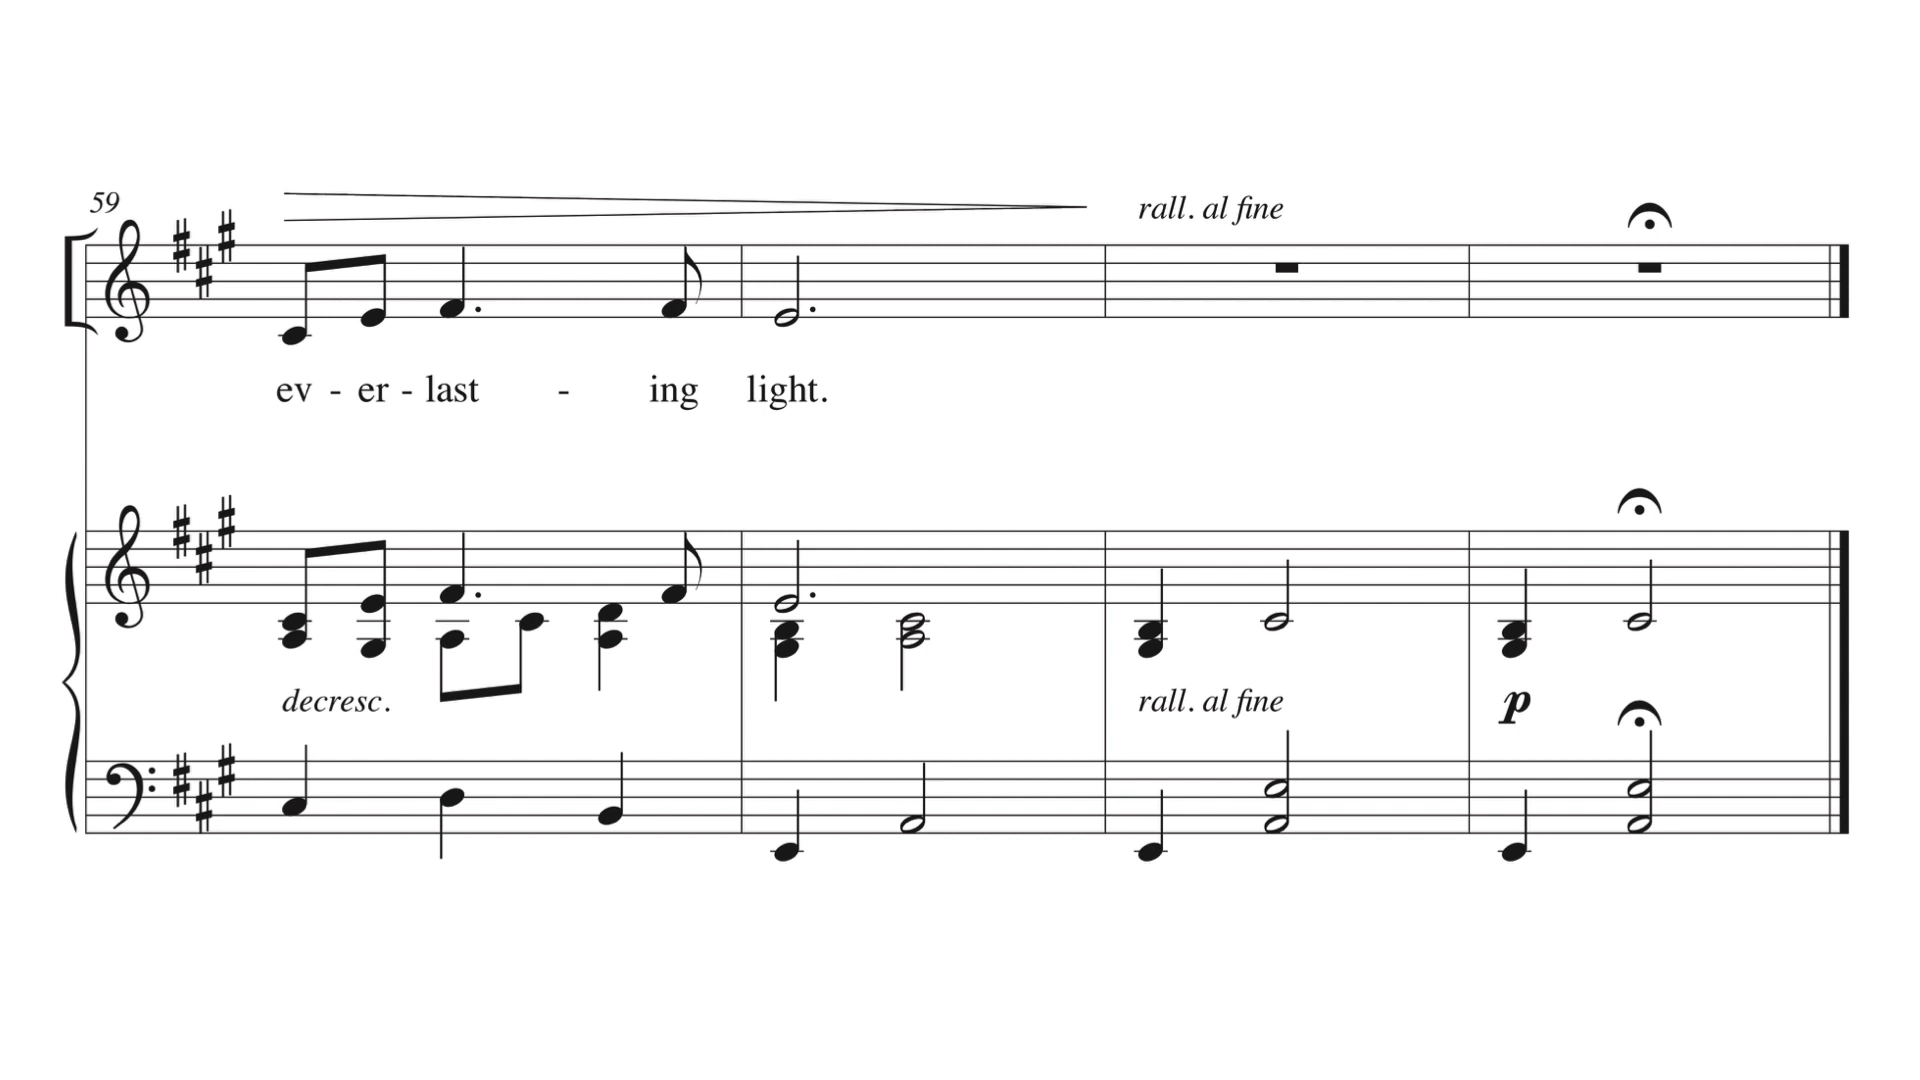 59
rall. al fine
ev - er - last - ing light.
decresc.
rall. al fine
p